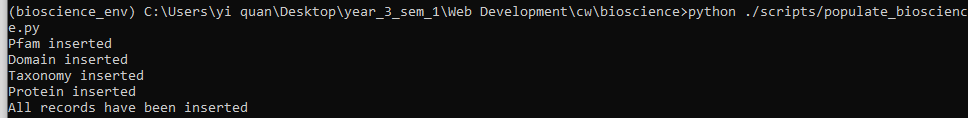 (bioscience_env) C:\Users\yi quan\Desktop\year_3_sem_1\Web Development\cw\bioscience>python ./scripts/populate_bioscienc
e.py
Pfam inserted
Domain inserted
Taxonomy inserted
Protein inserted
All records have been inserted